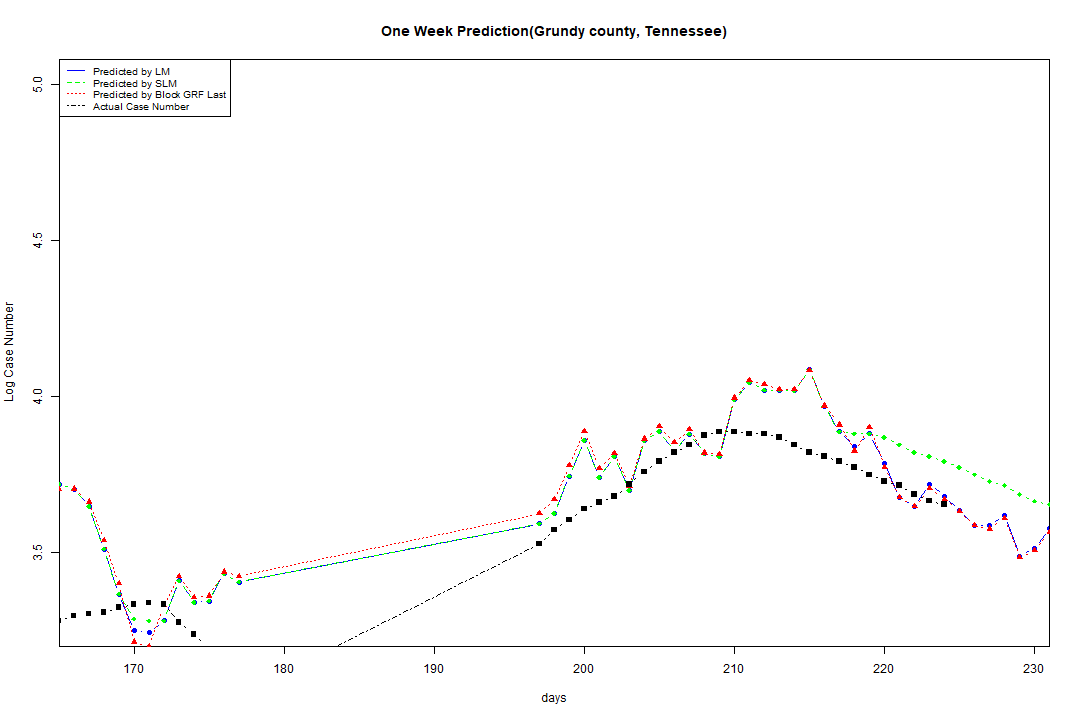 One Week Prediction(Grundy county, Tennessee)
Predicted by LM
Predicted by SLM
Predicted by Block GRF Last
Actual Case Number
5.0
4.5
4.0
3.5
Log Case Number
170 180 190 200 210 220 230
days